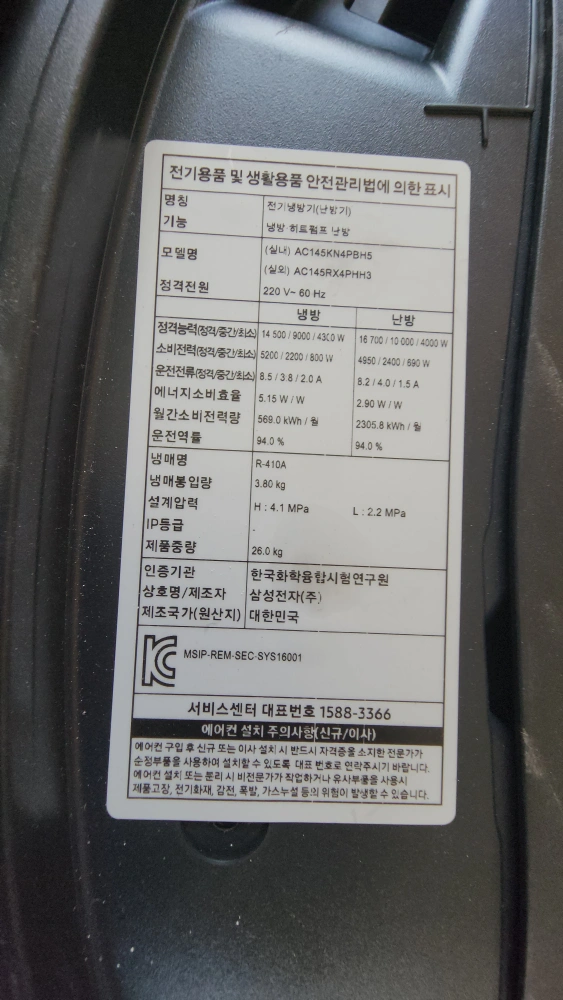 전기용품 및 생활용품 안전관리법에 의한 표시
명칭 전기냉방기(난방기)
기능 냉방·히트펌프 난방
모델명 (실내) AC145KN4PBH5
(실외) AC145RX4PHH3
정격전원 220 V~ 60 Hz
냉방 난방
정격능력(정격/중간/최소) 14 500 / 9000 / 4300 W 16 700 / 10 000 / 4000 W
소비전력(정격/중간/최소) 5200 / 2200 / 800 W 4950 / 2400 / 690 W
운전전류(정격/중간/최소) 8.5 / 3.8 / 2.0 A 8.2 / 4.0 / 1.5 A
에너지소비효율 5.15 W / W 2.90 W / W
월간소비전력량 569.0 kWh / 월 2305.8 kWh / 월
운전역률 94.0 % 94.0 %
냉매명 R-410A
냉매봉입량 3.80 kg
설계압력 H : 4.1 MPa L : 2.2 MPa
IP등급 -
제품중량 26.0 kg
인증기관 한국화학융합시험연구원
상호명/제조자 삼성전자(주)
제조국가(원산지) 대한민국
KC MSIP-REM-SEC-SYS16001
서비스센터 대표번호 1588-3366
에어컨 설치 주의사항(신규/이사)
에어컨 구입 후 신규 또는 이사 설치 시 반드시 자격증을 소지한 전문가가
순정부품을 사용하여 설치할 수 있도록 대표 번호로 연락주시기 바랍니다.
에어컨 설치 또는 분리 시 비전문가가 작업하거나 유사부품을 사용시
제품고장, 전기화재, 감전, 폭발, 가스누설 등의 위험이 발생할 수 있습니다.